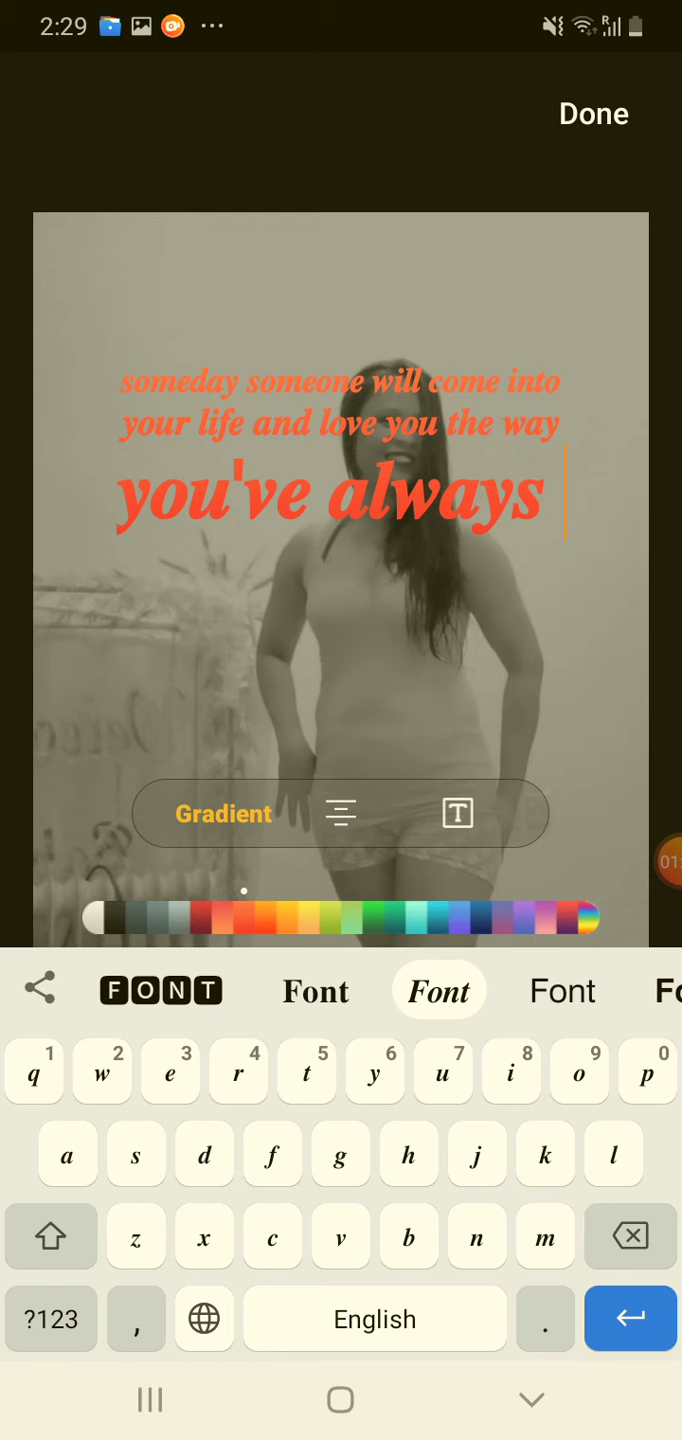 2:29
R
Done
someday someone will come into
your life and love you the way
you've always
Gradient
T
FONT Font Font Font
1 2 3 4 5 6 7 8 9 0
q w e r t y u i o p
a s d f g h j k l
z x c v b n m
?123 , English .